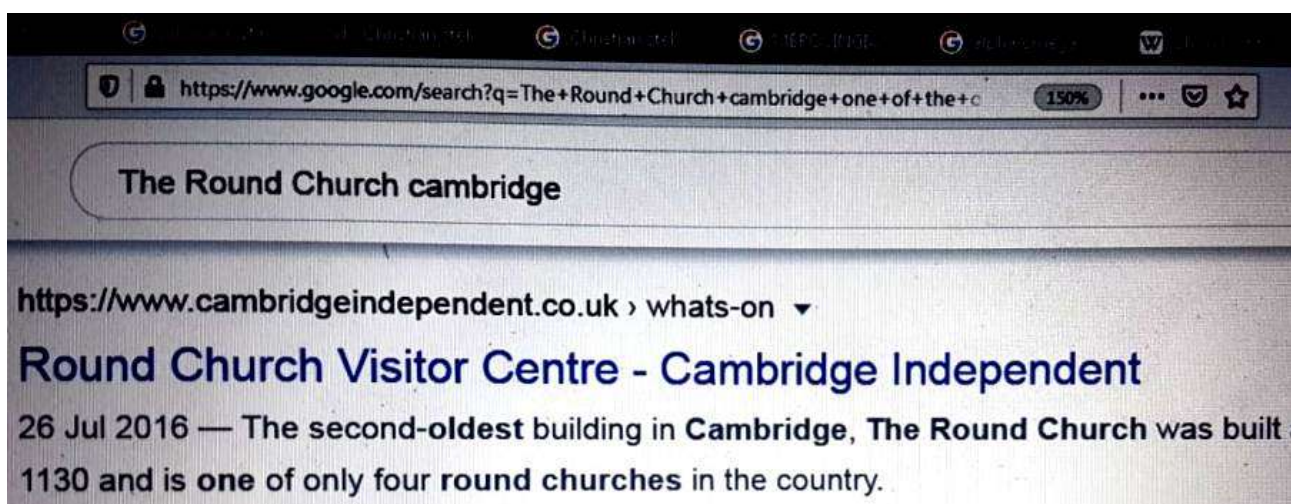 https://www.google.com/search?q=The+Round+Church+cambridge+one+of+the+c 150%
The Round Church cambridge
https://www.cambridgeindependent.co.uk › whats-on
Round Church Visitor Centre - Cambridge Independent
26 Jul 2016 — The second-oldest building in Cambridge, The Round Church was built
1130 and is one of only four round churches in the country.